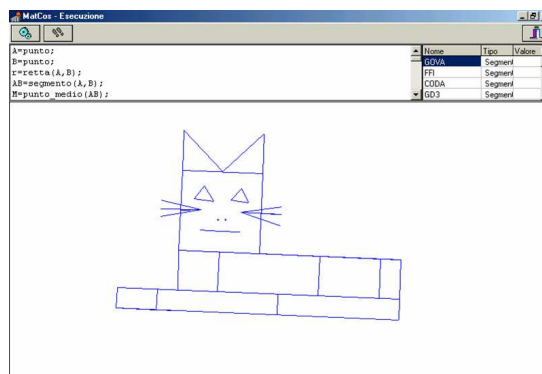 MatCos - Esecuzione
A=punto;
B=punto;
r=retta(A,B);
AB=segmento(A,B);
M=punto_medio(AB);
Nome Tipo Valore
GOVA Segment
FFI Segment
CODA Segment
GD3 Segment